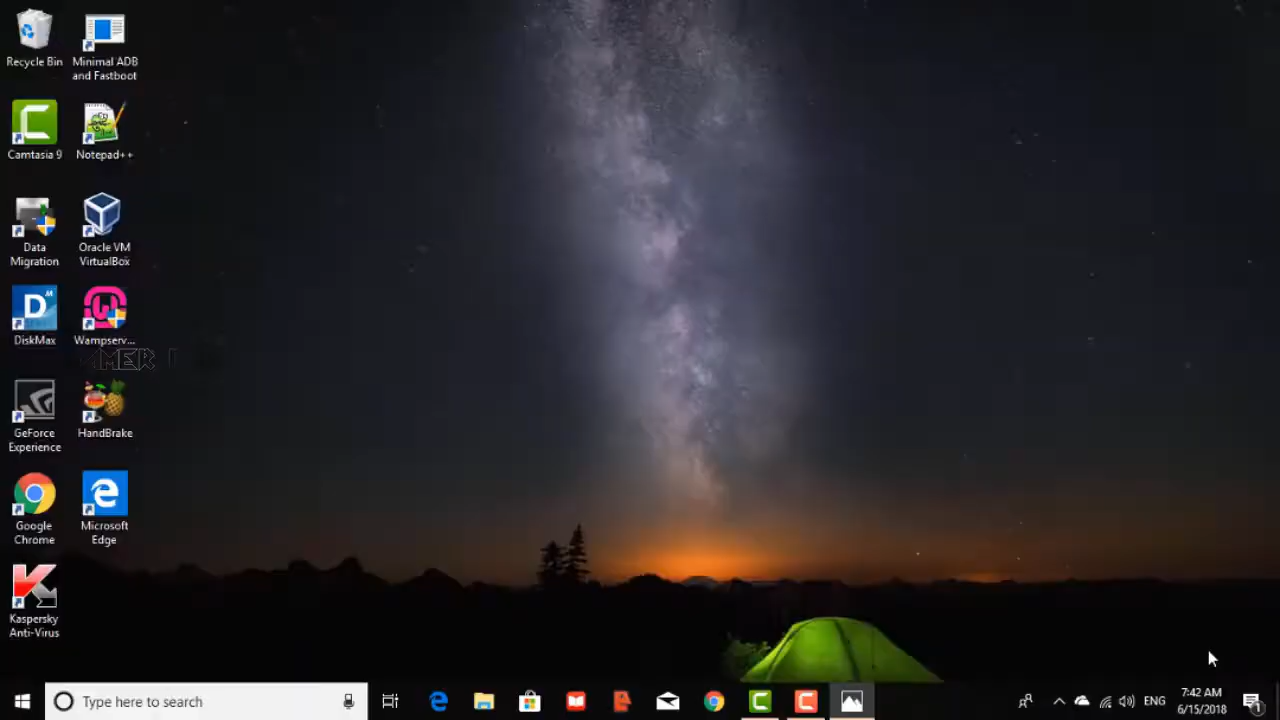 Recycle Bin
Minimal ADB
and Fastboot
Camtasia 9
Notepad++
Data
Migration
Oracle VM
VirtualBox
DiskMax
Wampserv...
GeForce
Experience
HandBrake
Google
Chrome
Microsoft
Edge
Kaspersky
Anti-Virus
Type here to search
ENG
7:42 AM
6/15/2018
1